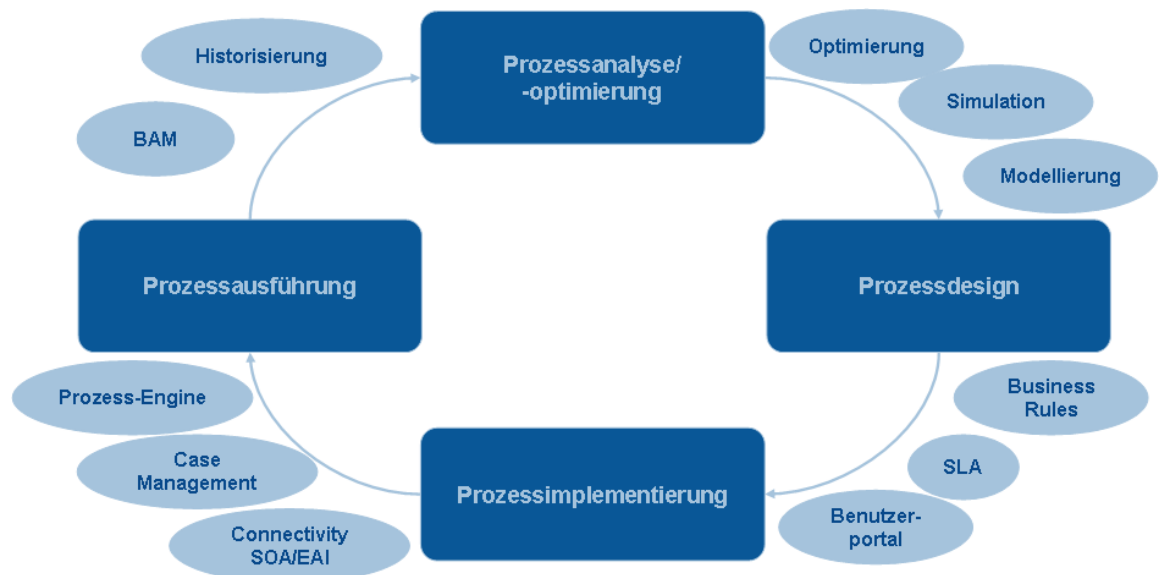 Historisierung
Prozessanalyse/
-optimierung
Optimierung
Simulation
BAM
Modellierung
Prozessausführung
Prozessdesign
Prozess-Engine
Business
Rules
Case
Management
SLA
Prozessimplementierung
Benutzer-
portal
Connectivity
SOA/EAI